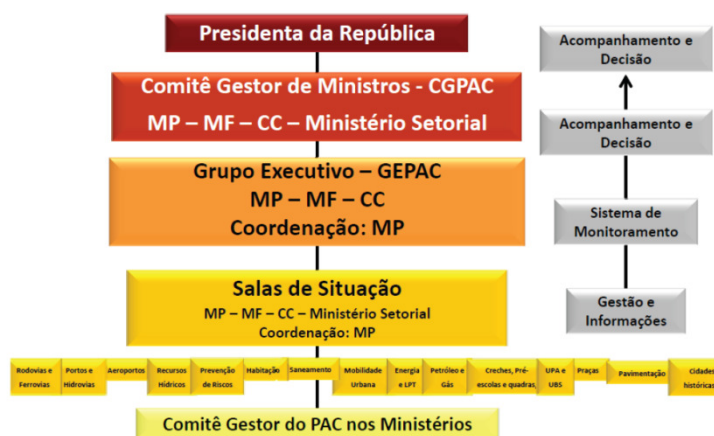 Presidenta da República
Comitê Gestor de Ministros - CGPAC
MP – MF – CC – Ministério Setorial
Grupo Executivo – GEPAC
MP – MF – CC
Coordenação: MP
Salas de Situação
MP – MF – CC – Ministério Setorial
Coordenação: MP
Rodovias e
Ferrovias
Portos e
Hidrovias
Aeroportos
Recursos
Hídricos
Prevenção
de Riscos
Habitação
Saneamento
Mobilidade
Urbana
Energia
e LPT
Petróleo e
Gás
Creches, Pré-
escolas e quadras,
UPA e
UBS
Praças
Pavimentação
Cidades
históricas
Comitê Gestor do PAC nos Ministérios
Acompanhamento e
Decisão
Acompanhamento e
Decisão
Sistema de
Monitoramento
Gestão e
Informações